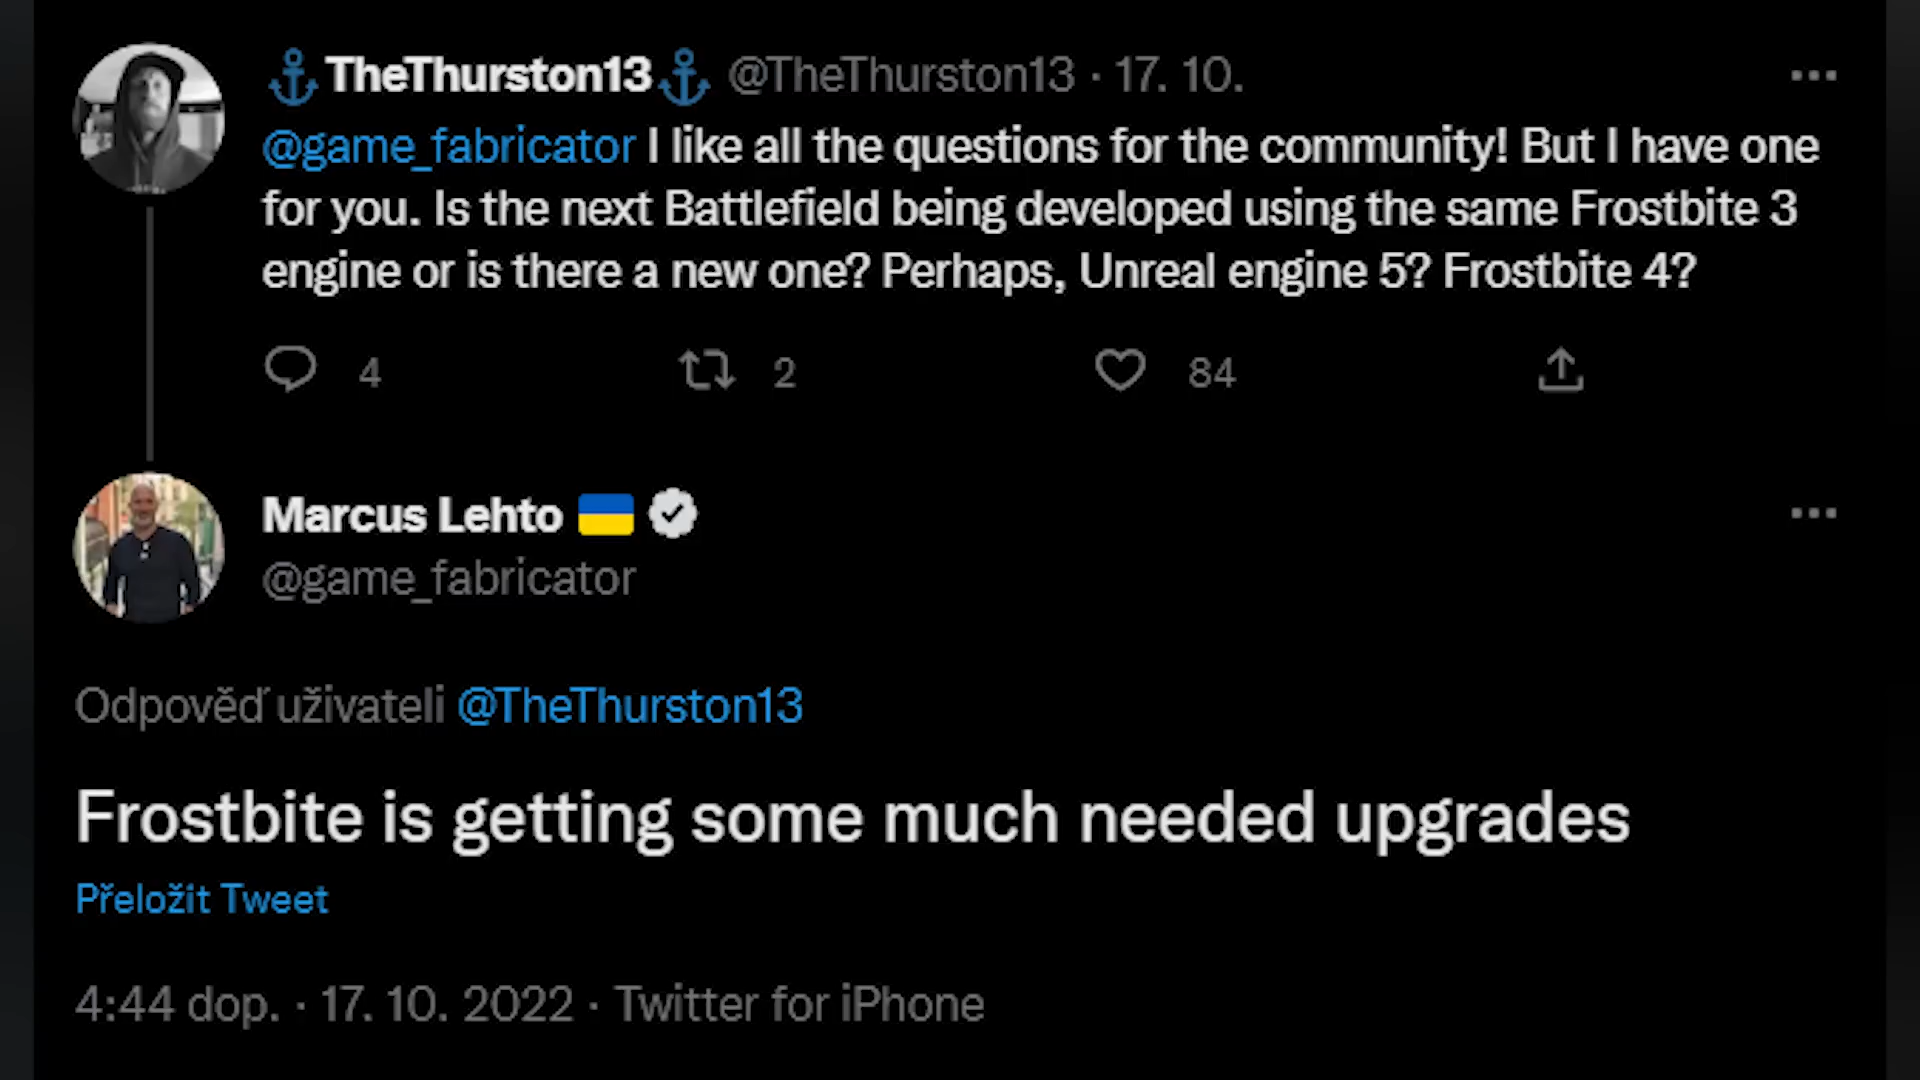 ⚓TheThurston13⚓ @TheThurston13 · 17. 10.
@game_fabricator I like all the questions for the community! But I have one
for you. Is the next Battlefield being developed using the same Frostbite 3
engine or is there a new one? Perhaps, Unreal engine 5? Frostbite 4?
4 2 84
Marcus Lehto 🇺🇦
@game_fabricator
Odpověď uživateli @TheThurston13
Frostbite is getting some much needed upgrades
Přeložit Tweet
4:44 dop. · 17. 10. 2022 · Twitter for iPhone